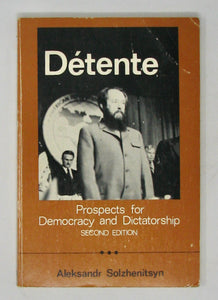 Détente
Prospects for
Democracy and Dictatorship
SECOND EDITION
Aleksandr Solzhenitsyn